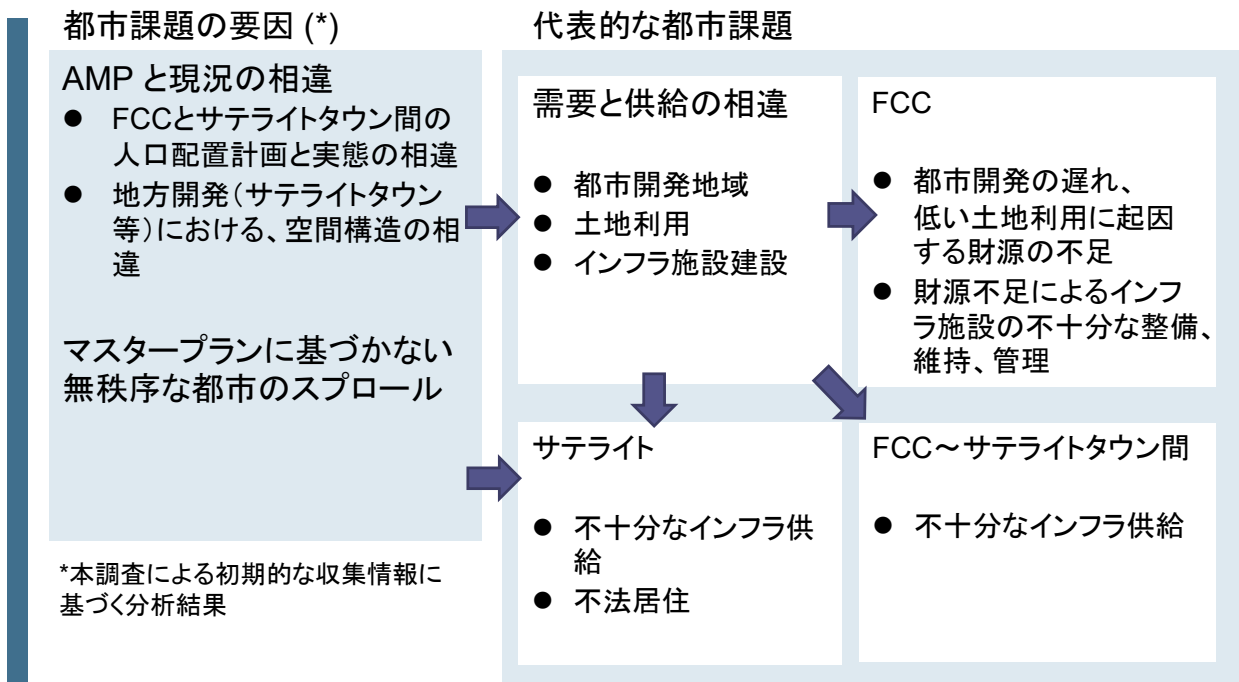 都市課題の要因 (*)
AMP と現況の相違
● FCCとサテライトタウン間の
人口配置計画と実態の相違
● 地方開発（サテライトタウン
等）における、空間構造の相
違
マスタープランに基づかない
無秩序な都市のスプロール
*本調査による初期的な収集情報に
基づく分析結果
代表的な都市課題
需要と供給の相違
● 都市開発地域
● 土地利用
● インフラ施設建設
FCC
● 都市開発の遅れ、
低い土地利用に起因
する財源の不足
● 財源不足によるインフ
ラ施設の不十分な整備、
維持、管理
サテライト
● 不十分なインフラ供
給
● 不法居住
FCC～サテライトタウン間
● 不十分なインフラ供給